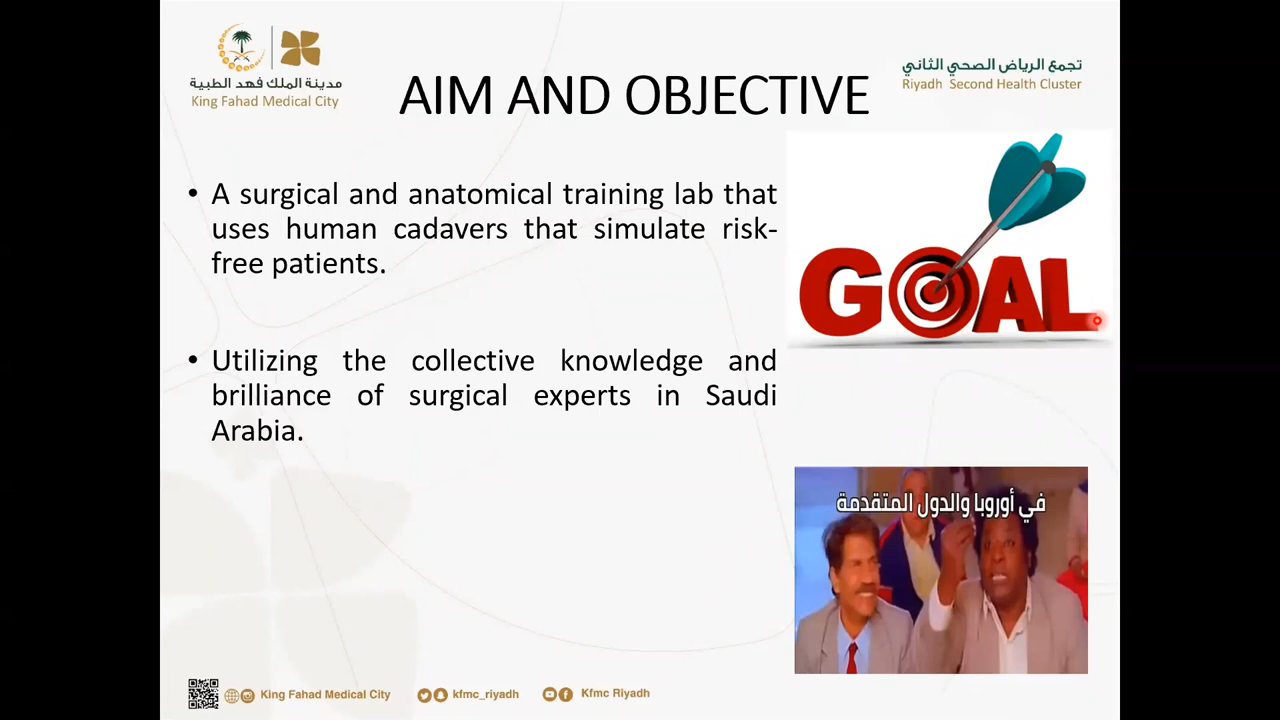 مدينة الملك فهد الطبية
King Fahad Medical City
تجمع الرياض الصحي الثاني
Riyadh Second Health Cluster
AIM AND OBJECTIVE
• A surgical and anatomical training lab that
uses human cadavers that simulate risk-
free patients.
• Utilizing the collective knowledge and
brilliance of surgical experts in Saudi
Arabia.
GOAL
في أوروبا والدول المتقدمة
King Fahad Medical City
kfmc_riyadh
Kfmc Riyadh